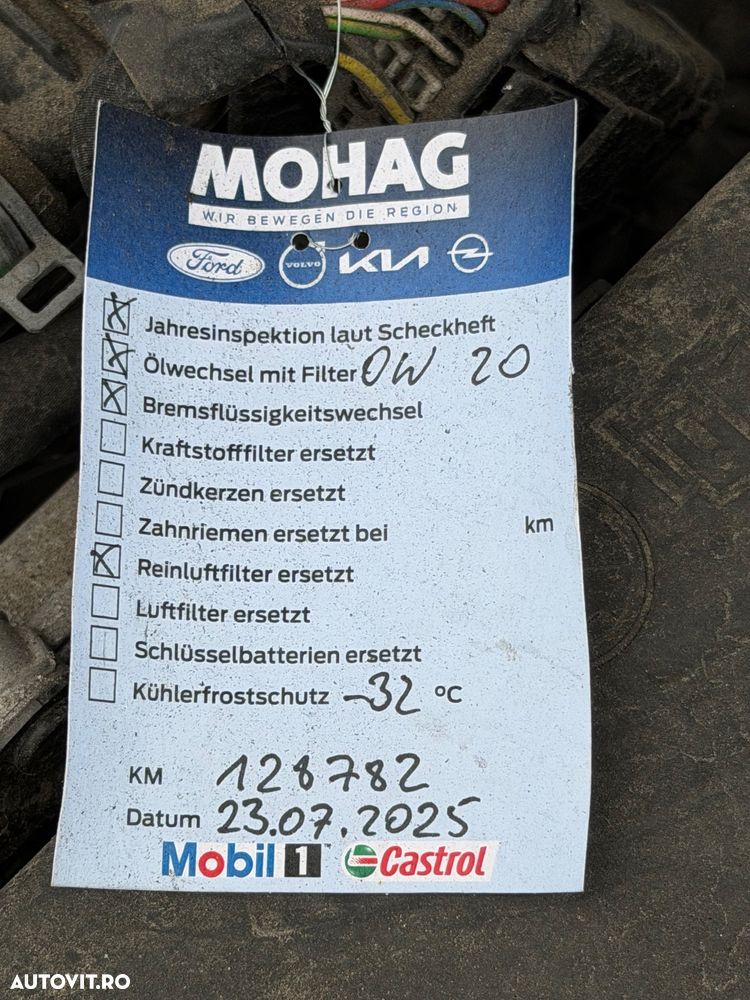 MOHAG
WIR BEWEGEN DIE REGION
Ford VOLVO KIA
Jahresinspektion laut Scheckheft
Ölwechsel mit Filter 0W 20
Bremsflüssigkeitswechsel
Kraftstofffilter ersetzt
Zündkerzen ersetzt
Zahnriemen ersetzt bei km
Reinluftfilter ersetzt
Luftfilter ersetzt
Schlüsselbatterien ersetzt
Kühlerfrostschutz -32 °C
KM 128782
Datum 23.07.2025
Mobil 1 Castrol
AUTOVIT.RO